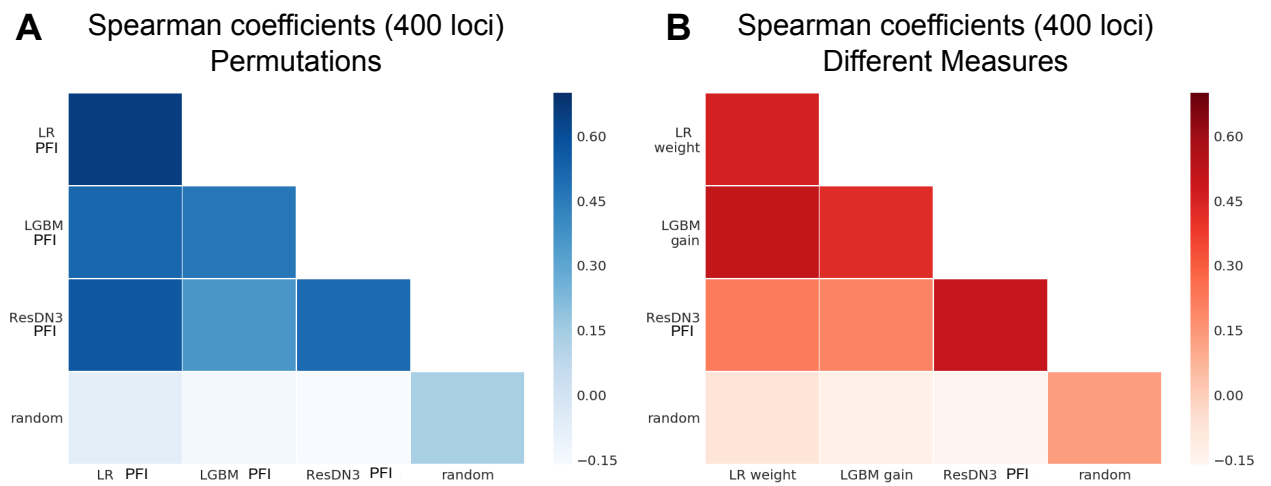 A
Spearman coefficients (400 loci)
Permutations
LR
PFI
LGBM
PFI
ResDN3
PFI
random
LR PFI
LGBM PFI
ResDN3 PFI
random
0.60
0.45
0.30
0.15
0.00
−0.15
B
Spearman coefficients (400 loci)
Different Measures
LR
weight
LGBM
gain
ResDN3
PFI
random
LR weight
LGBM gain
ResDN3 PFI
random
0.60
0.45
0.30
0.15
0.00
−0.15